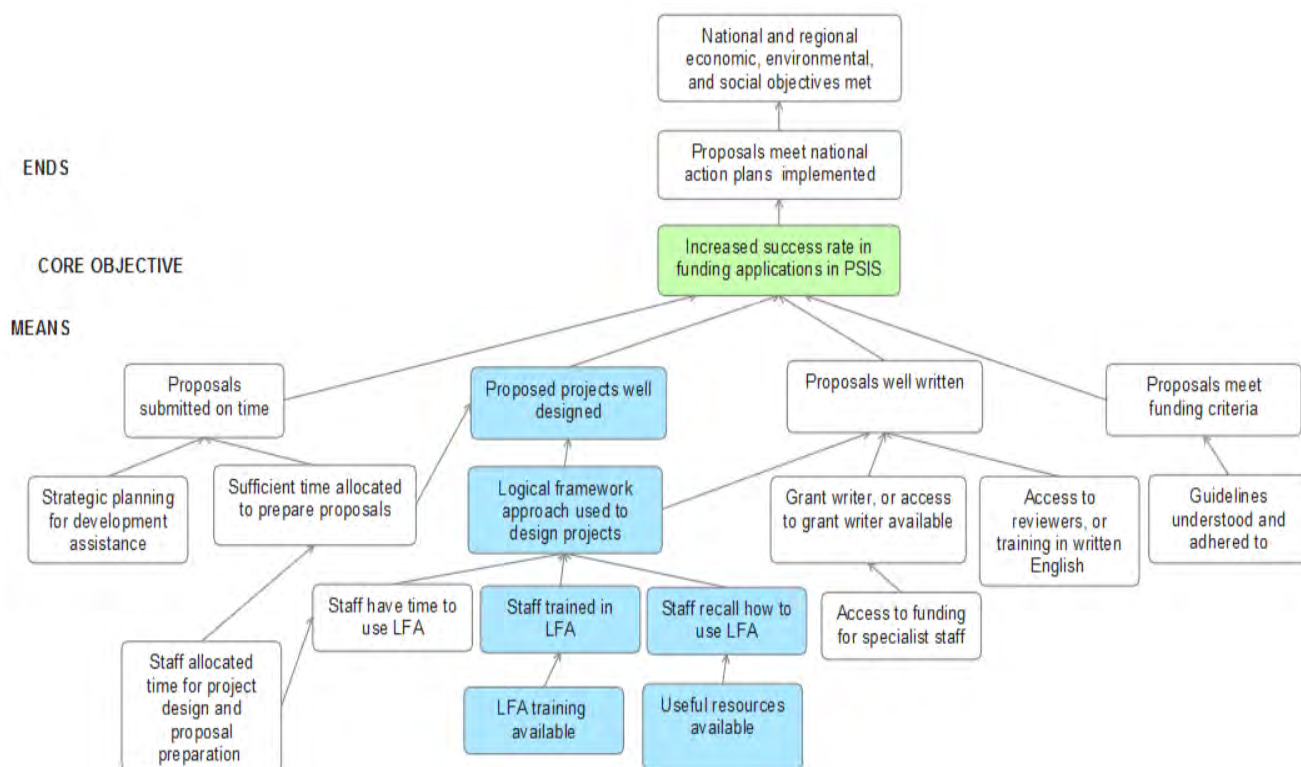 National and regional
economic, environmental,
and social objectives met
ENDS
Proposals meet national
action plans implemented
CORE OBJECTIVE
Increased success rate in
funding applications in PSIS
MEANS
Proposals
submitted on time
Proposed projects well
designed
Proposals well written
Proposals meet
funding criteria
Strategic planning
for development
assistance
Sufficient time allocated
to prepare proposals
Logical framework
approach used to
design projects
Grant writer, or access
to grant writer available
Access to
reviewers, or
training in written
English
Guidelines
understood and
adhered to
Staff have time to
use LFA
Staff trained in
LFA
Staff recall how to
use LFA
Access to funding
for specialist staff
Staff allocated
time for project
design and
proposal
preparation
LFA training
available
Useful resources
available